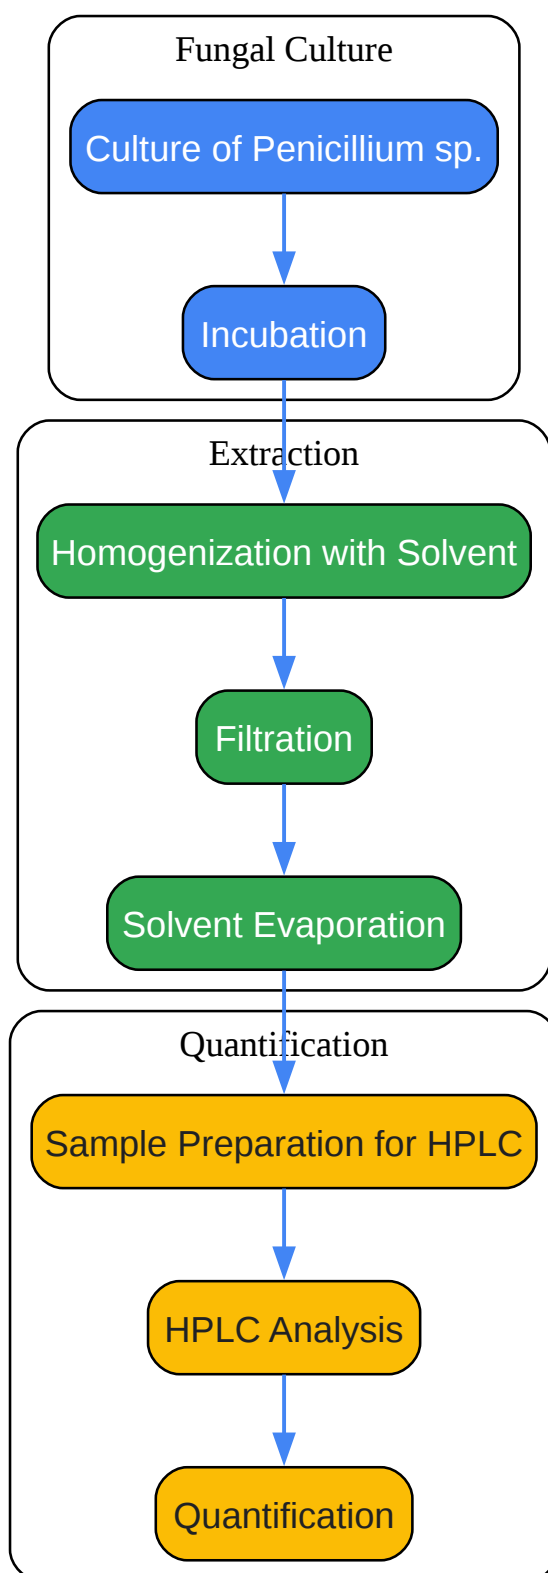 Fungal Culture
Culture of Penicillium sp.
Incubation
Extraction
Homogenization with Solvent
Filtration
Solvent Evaporation
Quantification
Sample Preparation for HPLC
HPLC Analysis
Quantification